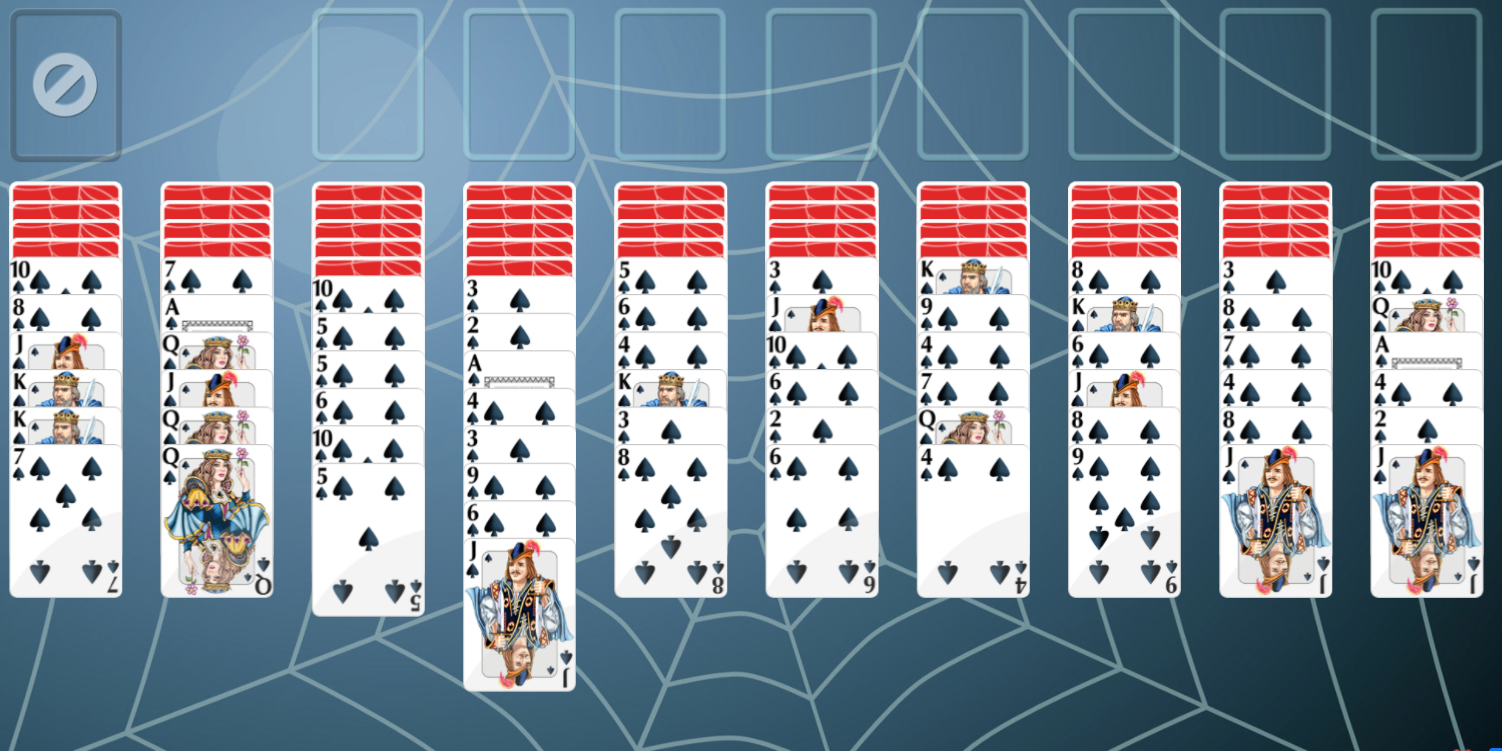 10 7 10 3 5 3 K 8 3 10
8 A 5 2 6 J 9 K 8 Q
J Q 5 A 4 10 4 6 7 A
K J 6 4 K 6 7 J 4 4
K Q 10 3 3 2 Q 8 8 2
7 Q 5 9 8 6 4 9 J J
6
J
7 Q 8 6 4 9 J J
5
J